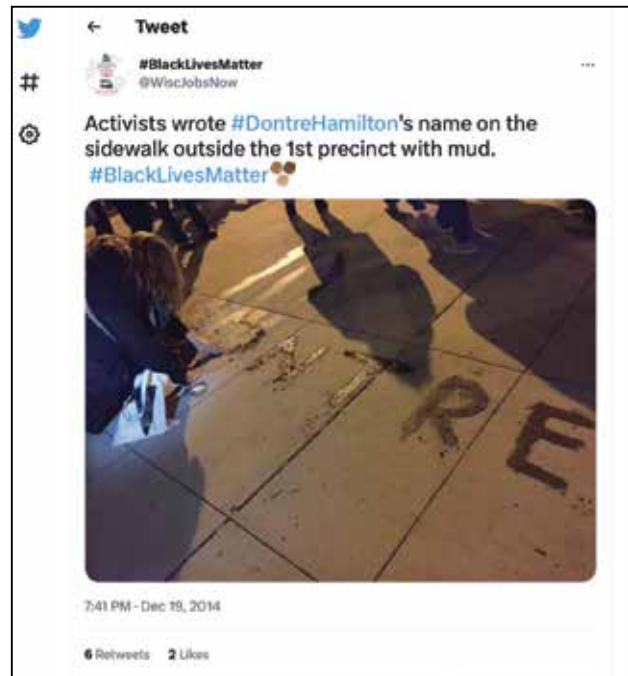 Tweet
#BlackLivesMatter
@WiscJobsNow
Activists wrote #DontreHamilton's name on the
sidewalk outside the 1st precinct with mud.
#BlackLivesMatter
T R E
7:41 PM - Dec 19, 2014
6 Retweets 2 Likes